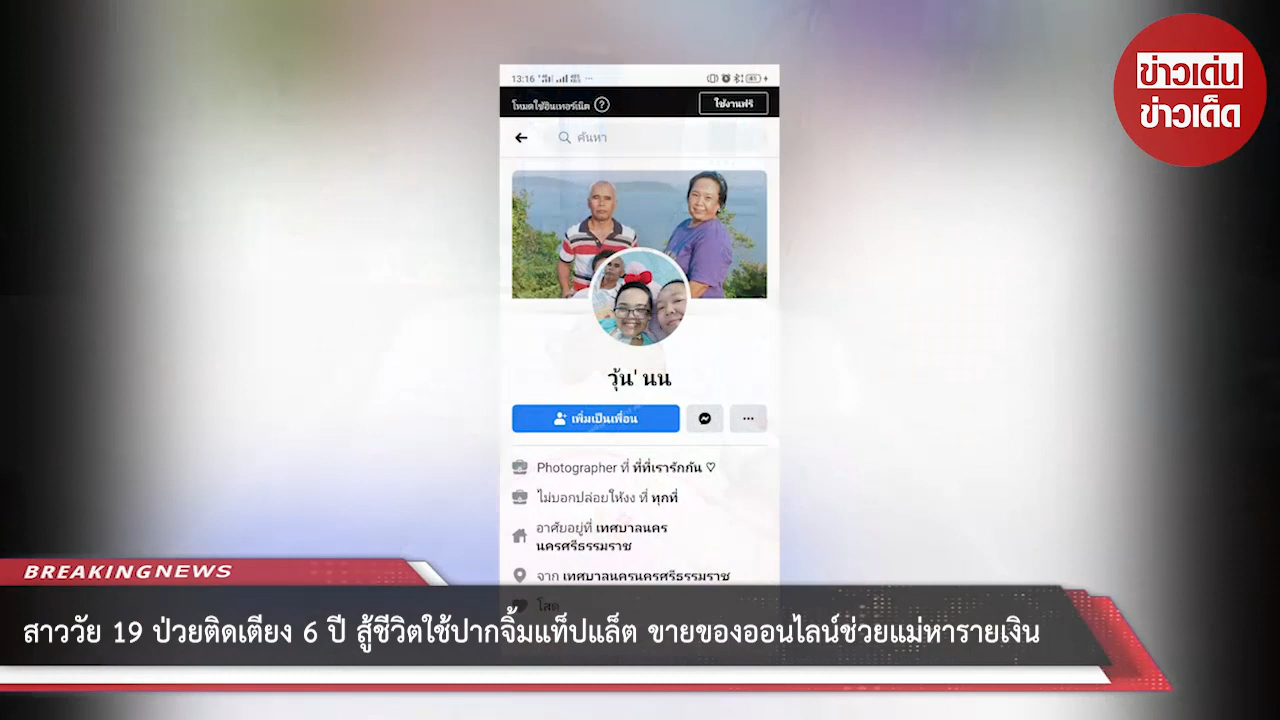 ข่าวเด่น
ข่าวเด็ด
13:16
โหมดใช้อินเทอร์เน็ต ?
ใช้งานฟรี
ค้นหา
วุ้น' นน
เพิ่มเป็นเพื่อน
Photographer ที่ ที่ที่เรารักกัน ♡
ไม่บอกปล่อยให้งง ที่ ทุกที่
อาศัยอยู่ที่ เทศบาลนคร
นครศรีธรรมราช
จาก เทศบาลนครนครศรีธรรมราช
โสด
BREAKINGNEWS
สาววัย 19 ป่วยติดเตียง 6 ปี สู้ชีวิตใช้ปากจิ้มแท็ปแล็ต ขายของออนไลน์ช่วยแม่หารายเงิน